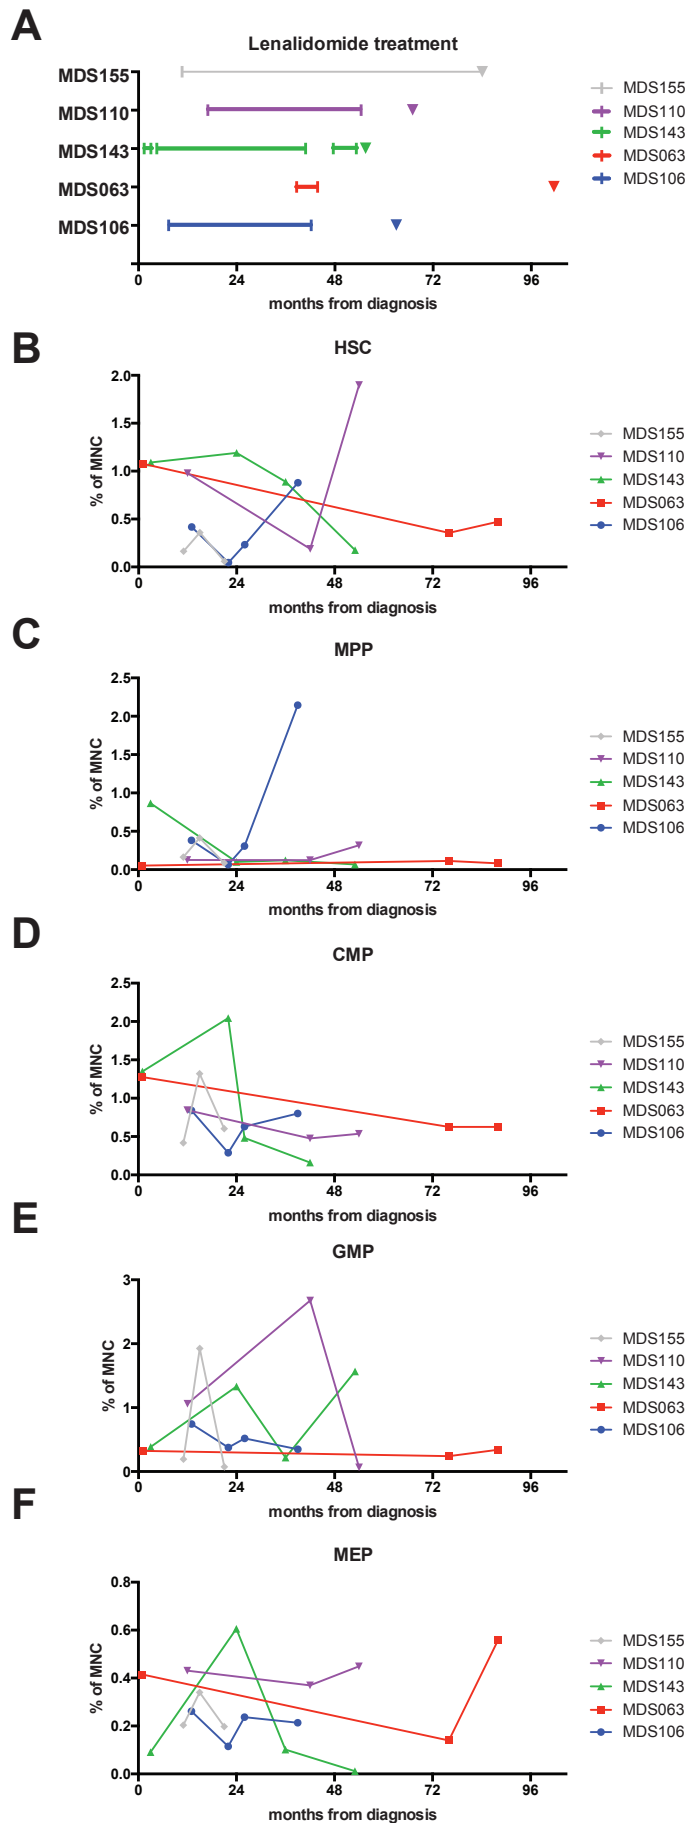 A
Lenalidomide treatment
MDS155
MDS110
MDS143
MDS063
MDS106
0 24 48 72 96
months from diagnosis
MDS155
MDS110
MDS143
MDS063
MDS106
B
HSC
% of MNC
2.0
1.5
1.0
0.5
0.0
0 24 48 72 96
months from diagnosis
MDS155
MDS110
MDS143
MDS063
MDS106
C
MPP
% of MNC
2.5
2.0
1.5
1.0
0.5
0.0
0 24 48 72 96
months from diagnosis
MDS155
MDS110
MDS143
MDS063
MDS106
D
CMP
% of MNC
2.5
2.0
1.5
1.0
0.5
0.0
0 24 48 72 96
months from diagnosis
MDS155
MDS110
MDS143
MDS063
MDS106
E
GMP
% of MNC
3
2
1
0
0 24 48 72 96
months from diagnosis
MDS155
MDS110
MDS143
MDS063
MDS106
F
MEP
% of MNC
0.8
0.6
0.4
0.2
0.0
0 24 48 72 96
months from diagnosis
MDS155
MDS110
MDS143
MDS063
MDS106